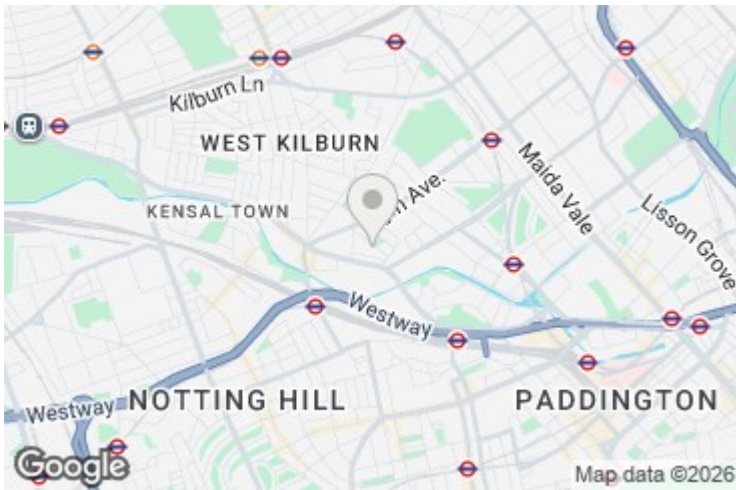 Kilburn Ln
WEST KILBURN
Maida Vale
KENSAL TOWN
Ave.
Lisson Grove
Westway
Westway
NOTTING HILL
PADDINGTON
Google
Map data ©2026